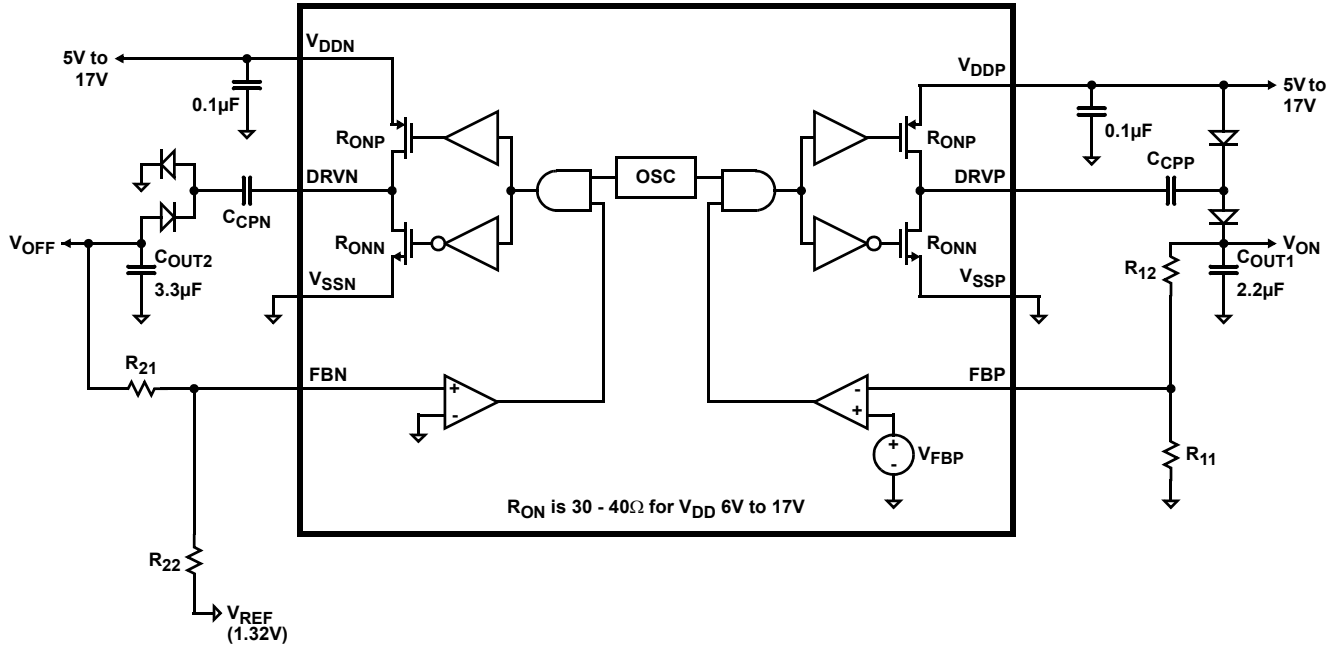 5V to
17V
0.1µF
VDDN
RONP
DRVN
CCPN
RONN
VOFF
COUT2
3.3µF
VSSN
R21
FBN
+
-
R22
VREF
(1.32V)
OSC
VDDP
5V to
17V
0.1µF
RONP
CCPP
DRVP
RONN
VON
R12
COUT1
2.2µF
VSSP
FBP
-
+
+
-
VFBP
R11
RON is 30 - 40Ω for VDD 6V to 17V